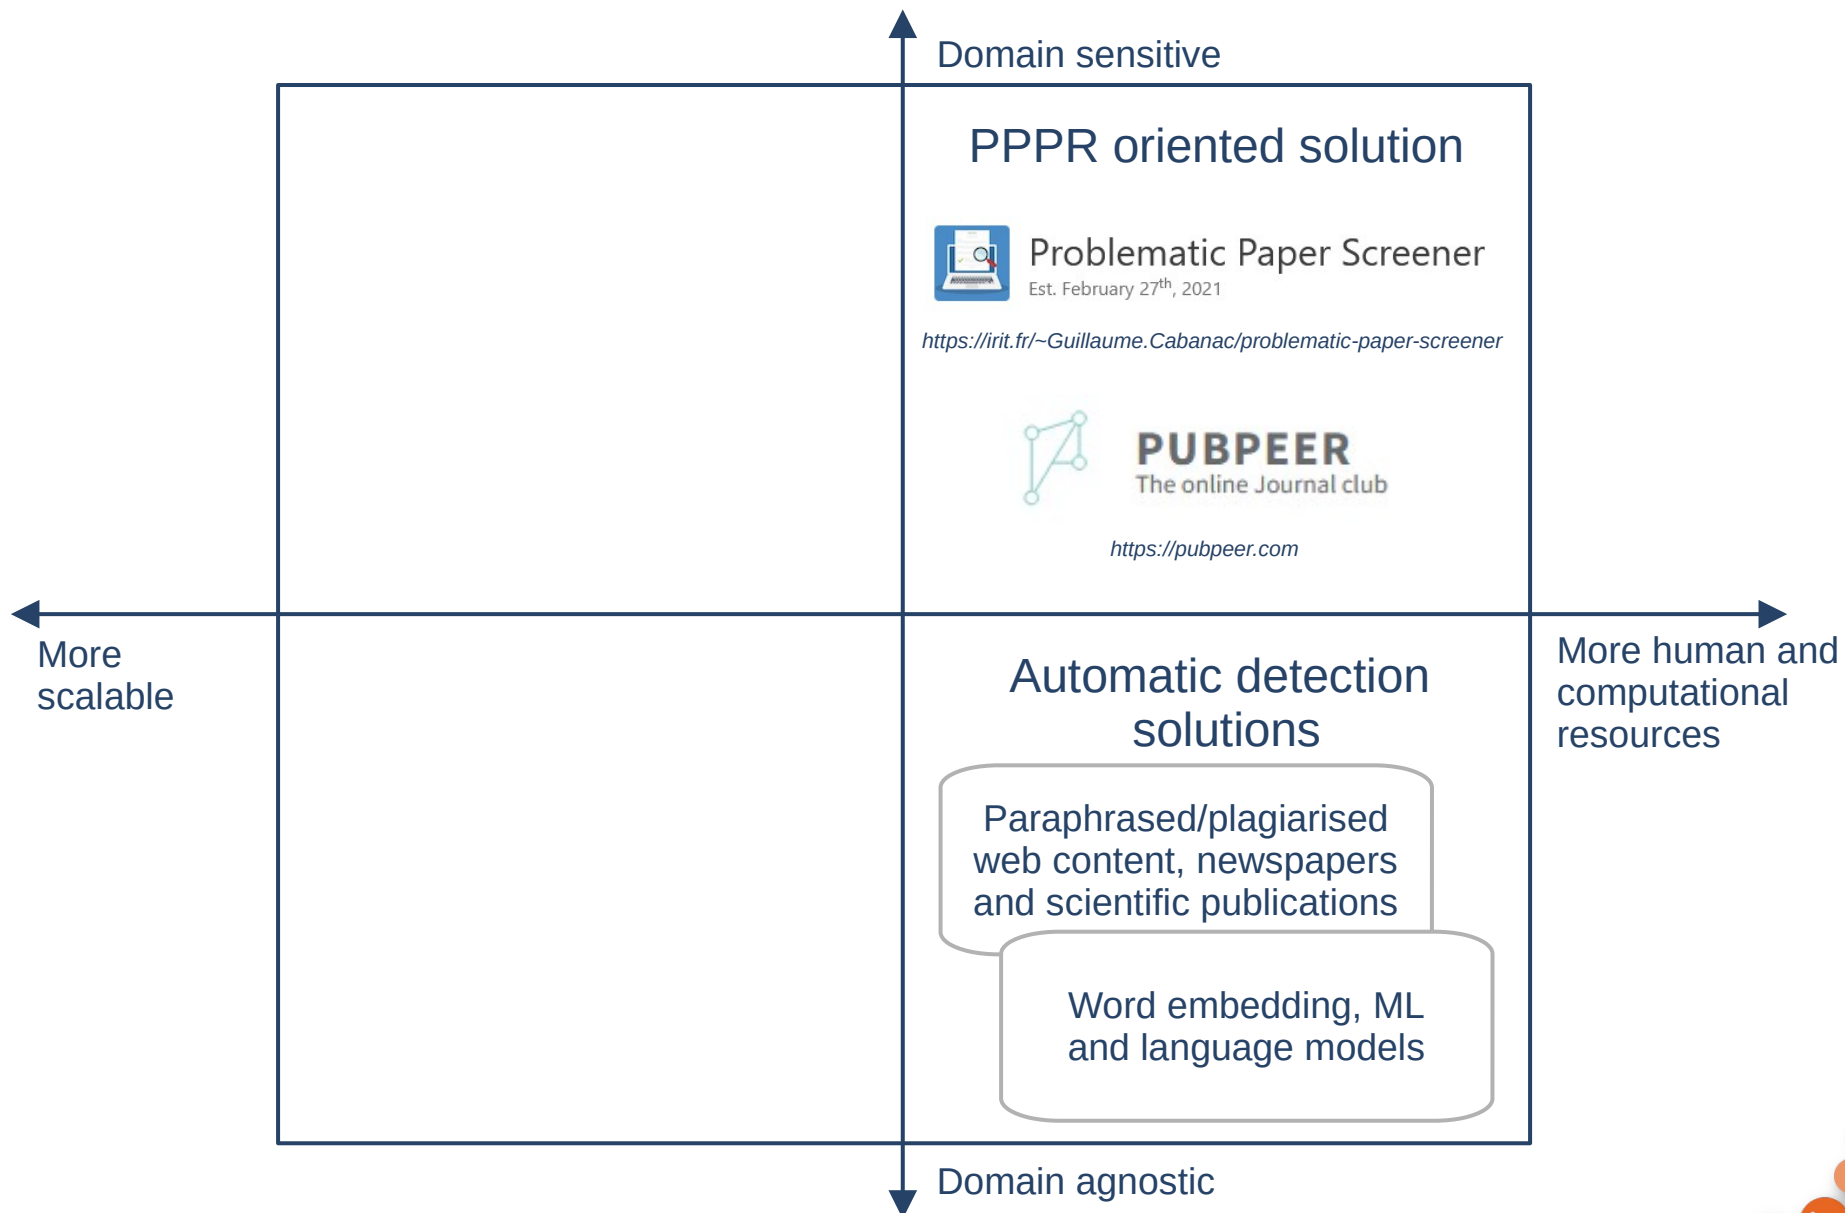 Domain sensitive
PPPR oriented solution
Problematic Paper Screener
Est. February 27th, 2021
https://irit.fr/~Guillaume.Cabanac/problematic-paper-screener
PUBPEER
The online Journal club
https://pubpeer.com
More
scalable
More human and
computational
resources
Automatic detection
solutions
Paraphrased/plagiarised
web content, newspapers
and scientific publications
Word embedding, ML
and language models
Domain agnostic